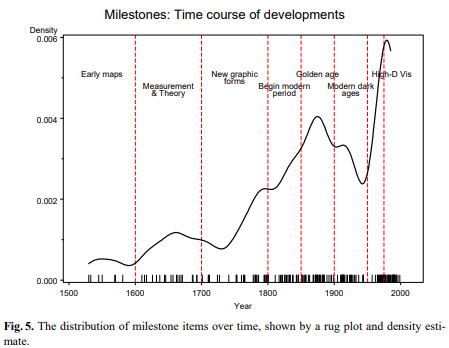 Milestones: Time course of developments
Density
0.006
Early maps
Measurement
& Theory
New graphic
forms
Begin modern
period
Golden age
Modern dark
ages
High-D Vis
0.004
0.002
0.000
1500
1600
1700
1800
1900
2000
Year
Fig. 5. The distribution of milestone items over time, shown by a rug plot and density esti-
mate.